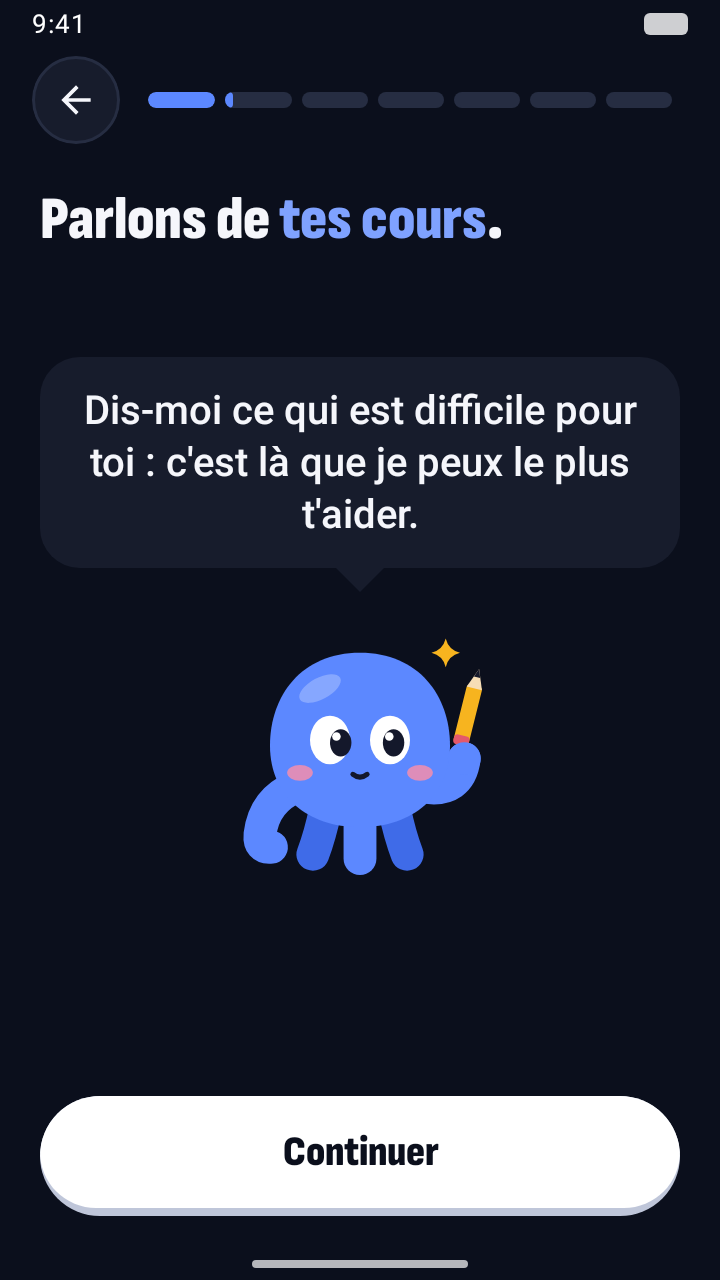 9:41
Parlons de tes cours.
Dis-moi ce qui est difficile pour
toi : c'est là que je peux le plus
t'aider.
Continuer